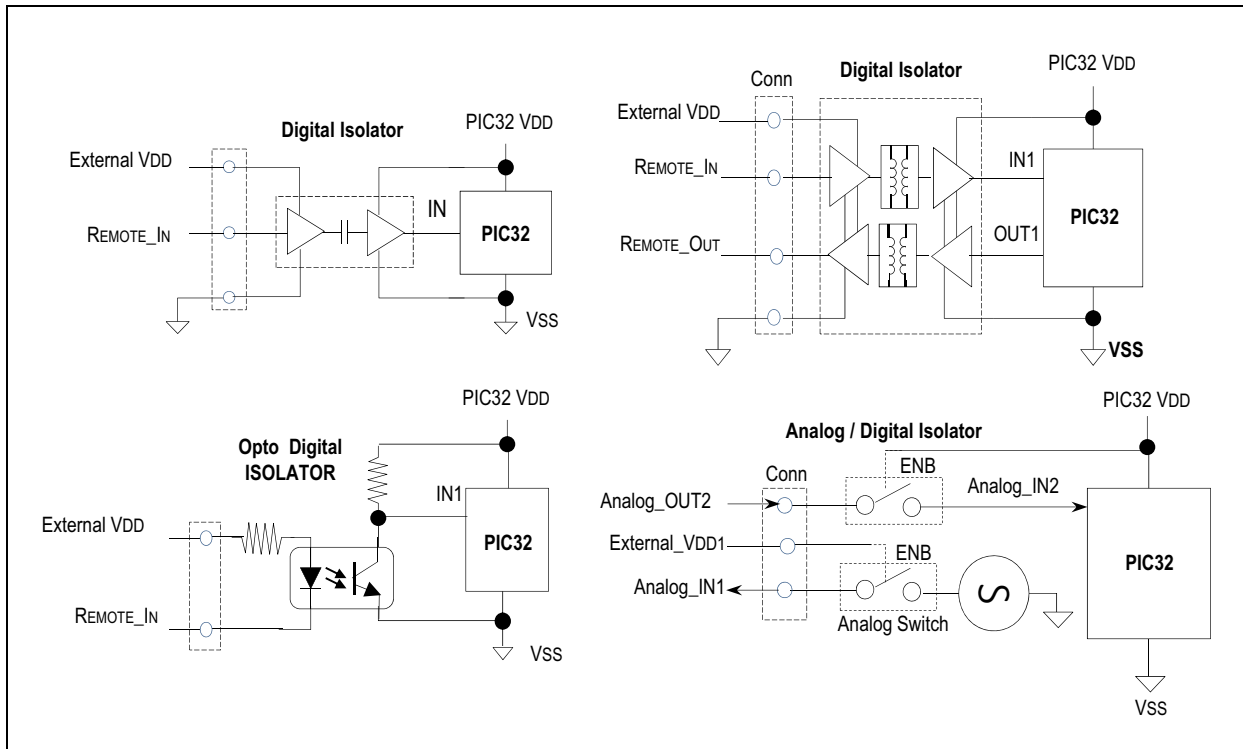 Digital Isolator
PIC32 VDD
External VDD
REMOTE_IN
IN
PIC32
VSS
Conn
Digital Isolator
PIC32 VDD
External VDD
REMOTE_IN
IN1
PIC32
REMOTE_OUT
OUT1
VSS
Opto Digital
ISOLATOR
PIC32 VDD
IN1
External VDD
PIC32
REMOTE_IN
VSS
Analog / Digital Isolator
PIC32 VDD
Conn
ENB
Analog_OUT2
Analog_IN2
External_VDD1
ENB
PIC32
Analog_IN1
S
Analog Switch
VSS